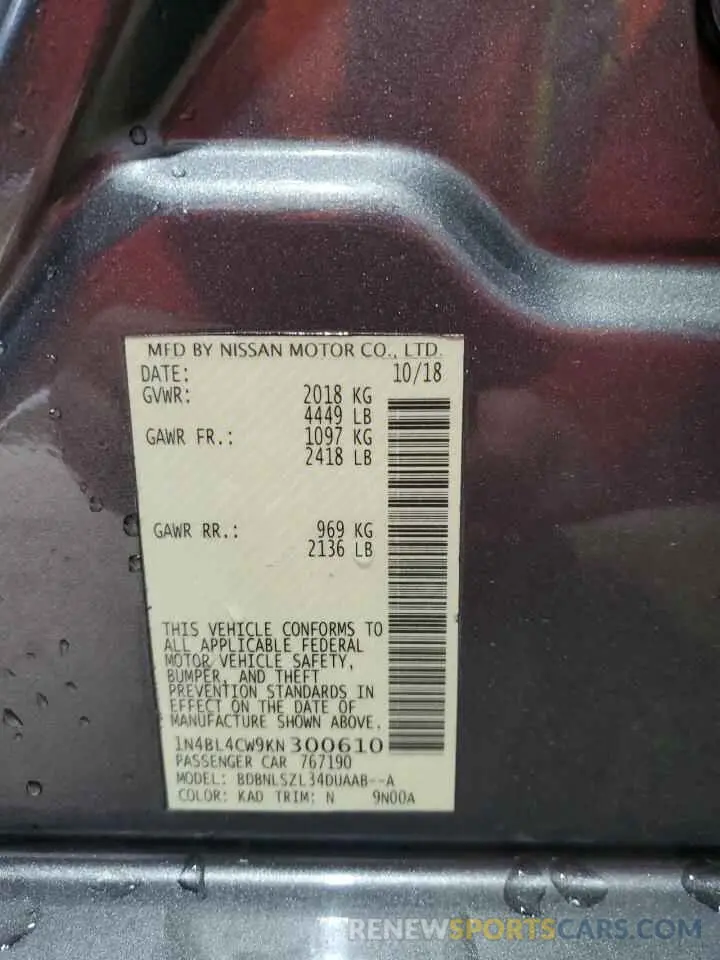 MFD BY NISSAN MOTOR CO., LTD.
DATE: 10/18
GVWR: 2018 KG
4449 LB
GAWR FR.: 1097 KG
2418 LB
GAWR RR.: 969 KG
2136 LB
THIS VEHICLE CONFORMS TO
ALL APPLICABLE FEDERAL
MOTOR VEHICLE SAFETY,
BUMPER, AND THEFT
PREVENTION STANDARDS IN
EFFECT ON THE DATE OF
MANUFACTURE SHOWN ABOVE.
1N4BL4CW9KN300610
PASSENGER CAR 767190
MODEL: BDBNLSZL34DUAAB--A
COLOR: KAD TRIM: N 9N00A
RENEWSPORTSCARS.COM